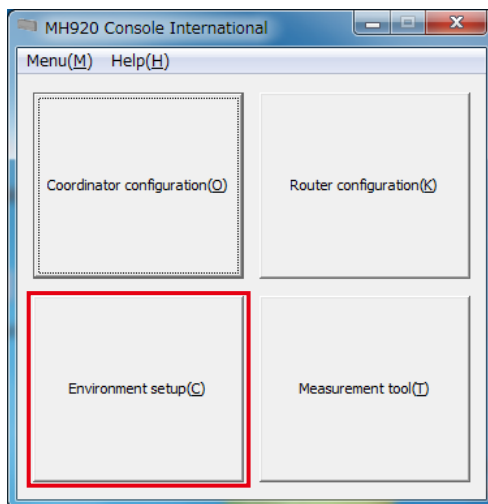 MH920 Console International
Menu(M) Help(H)
Coordinator configuration(O)
Router configuration(K)
Environment setup(C)
Measurement tool(T)